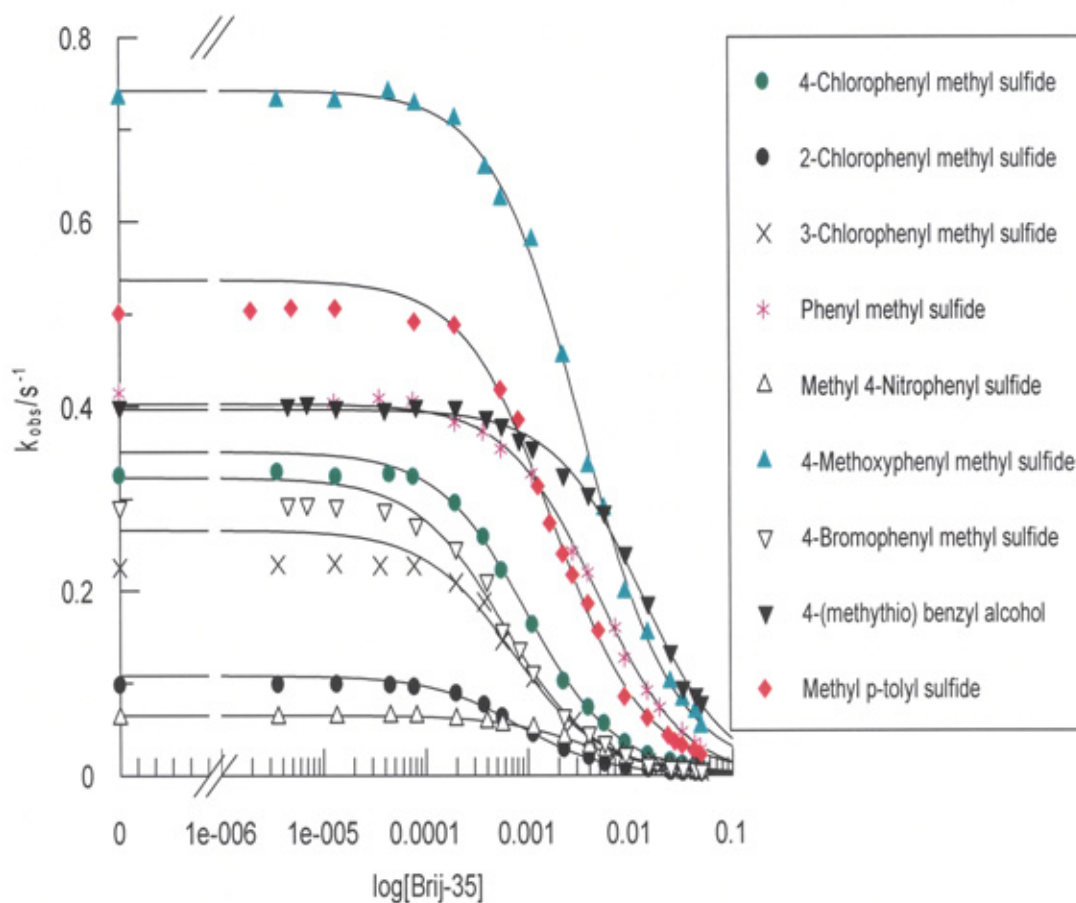 0.8
0.6
0.4
0.2
0
kobs/s-1
0 1e-006 1e-005 0.0001 0.001 0.01 0.1
log[Brij-35]
4-Chlorophenyl methyl sulfide
2-Chlorophenyl methyl sulfide
3-Chlorophenyl methyl sulfide
Phenyl methyl sulfide
Methyl 4-Nitrophenyl sulfide
4-Methoxyphenyl methyl sulfide
4-Bromophenyl methyl sulfide
4-(methythio) benzyl alcohol
Methyl p-tolyl sulfide